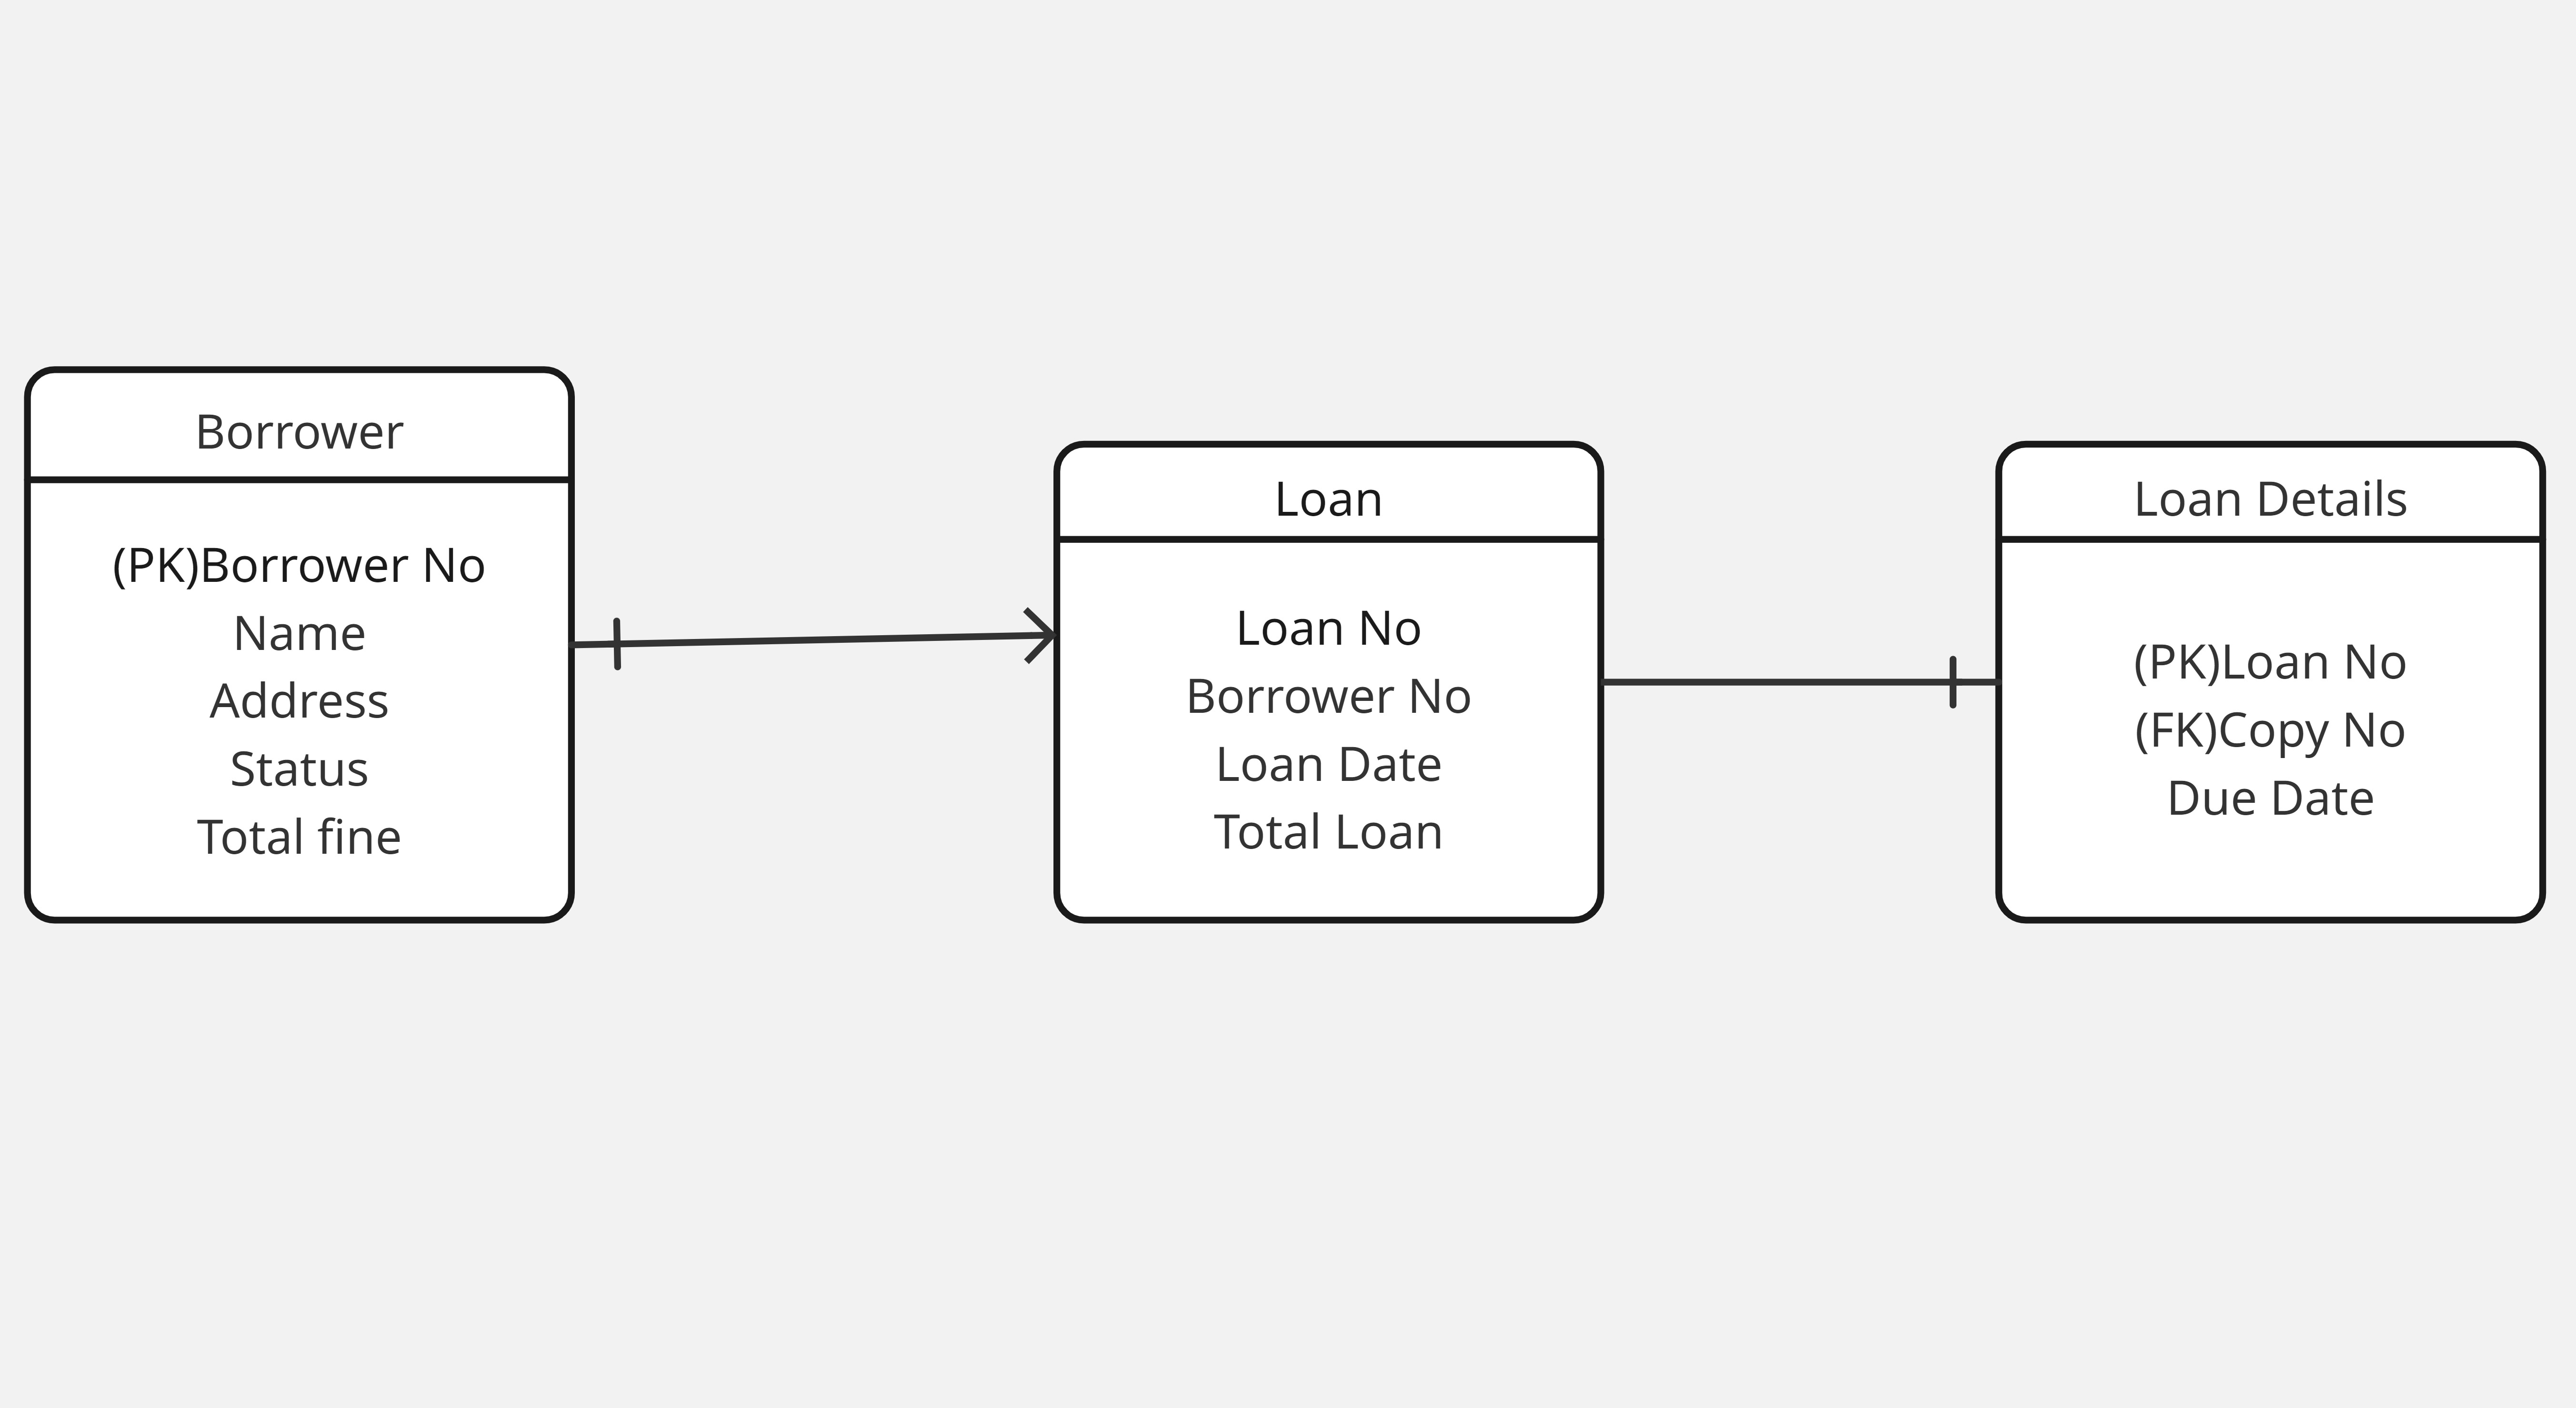 Borrower
(PK)Borrower No
Name
Address
Status
Total fine
Loan
Loan No
Borrower No
Loan Date
Total Loan
Loan Details
(PK)Loan No
(FK)Copy No
Due Date